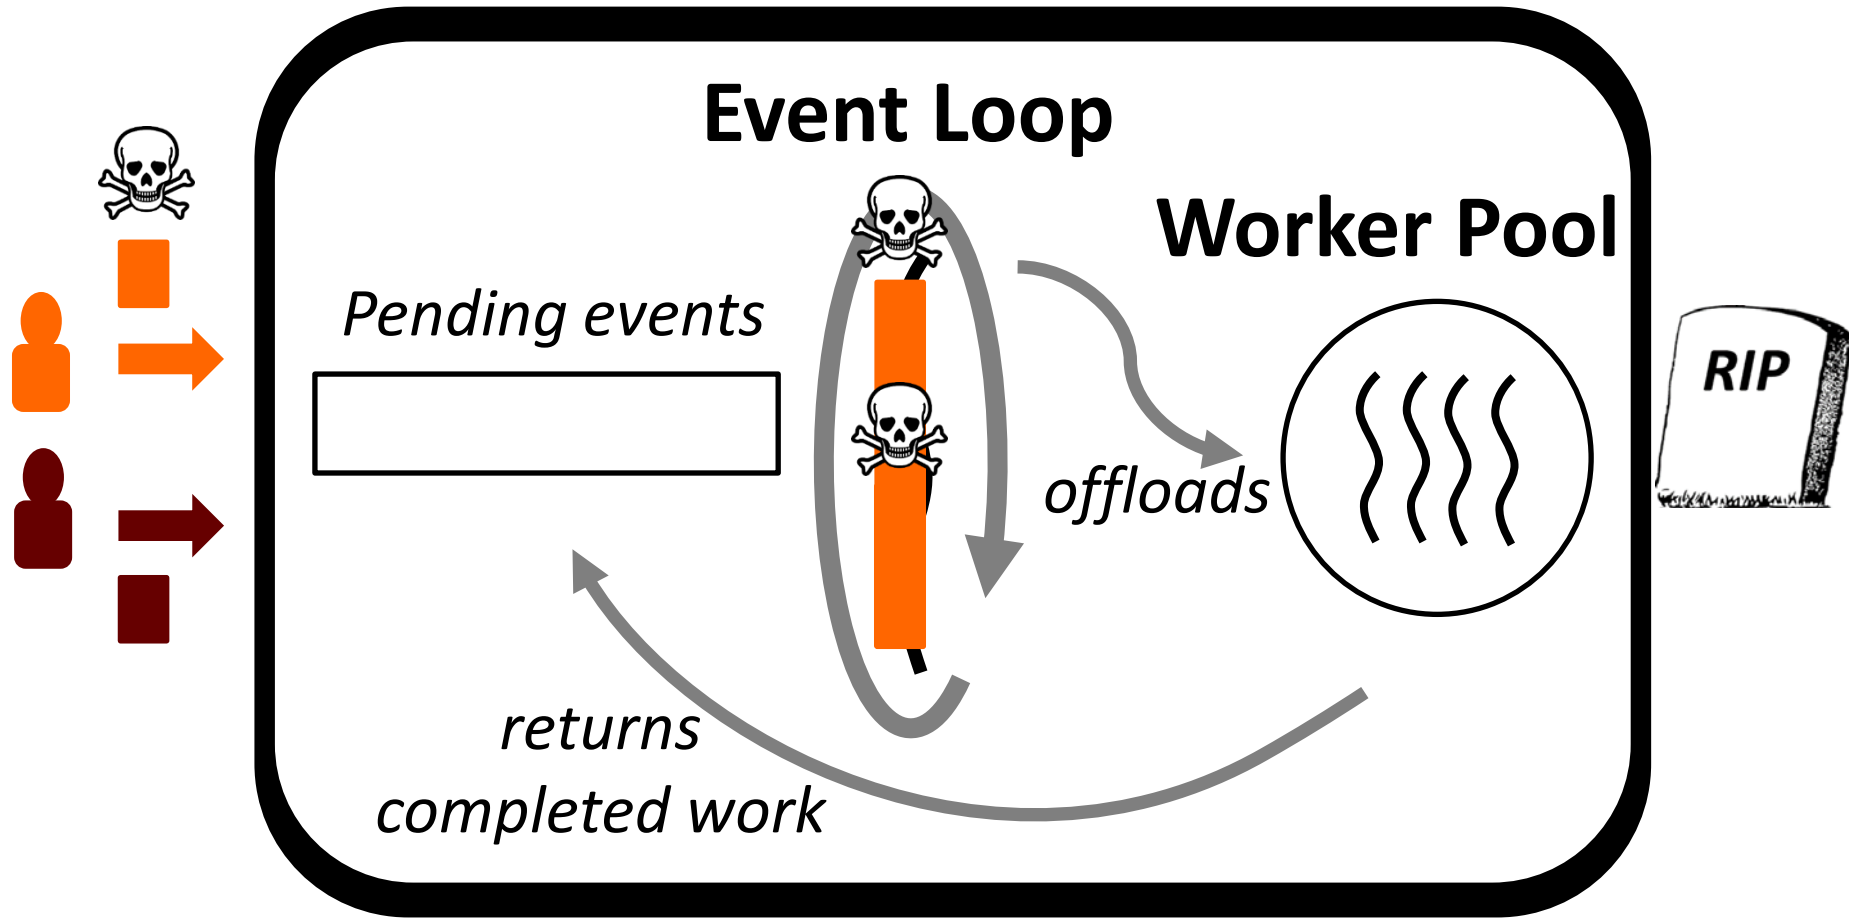 Event Loop
Worker Pool
Pending events
RIP
offloads
returns
completed work